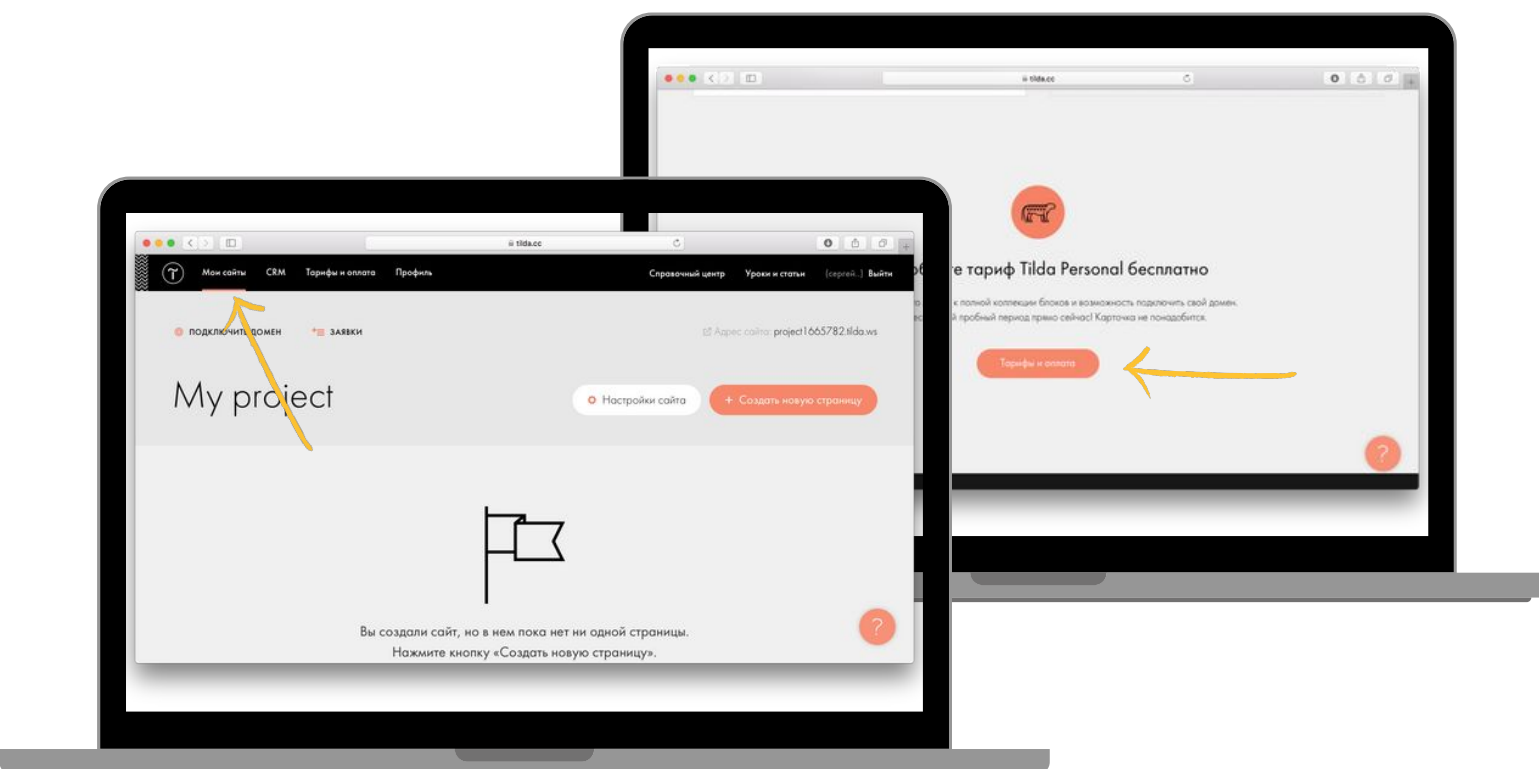 tilda.cc
Мои сайты CRM Тарифы и оплата Профиль Справочный центр Уроки и статьи (сергей..) Выйти
ПОДКЛЮЧИТЬ ДОМЕН ЗАЯВКИ Адрес сайта: project1665782.tilda.ws
My project
Настройки сайта + Создать новую страницу
Вы создали сайт, но в нем пока нет ни одной страницы.
Нажмите кнопку «Создать новую страницу».
?
tilda.cc
тариф Tilda Personal бесплатно
к полной коллекции блоков и возможность подключить свой домен.
й пробный период прямо сейчас! Карточка не понадобится.
Тарифы и оплата
?